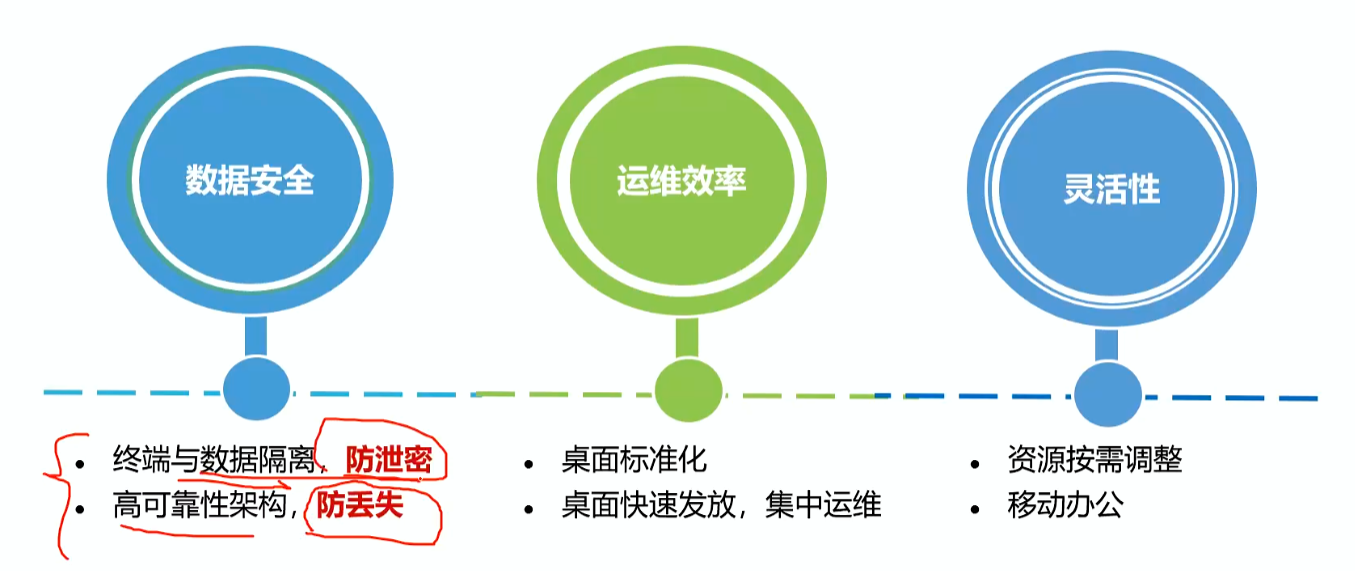 数据安全
运维效率
灵活性
• 终端与数据隔离，防泄密
• 高可靠性架构，防丢失
• 桌面标准化
• 桌面快速发放，集中运维
• 资源按需调整
• 移动办公